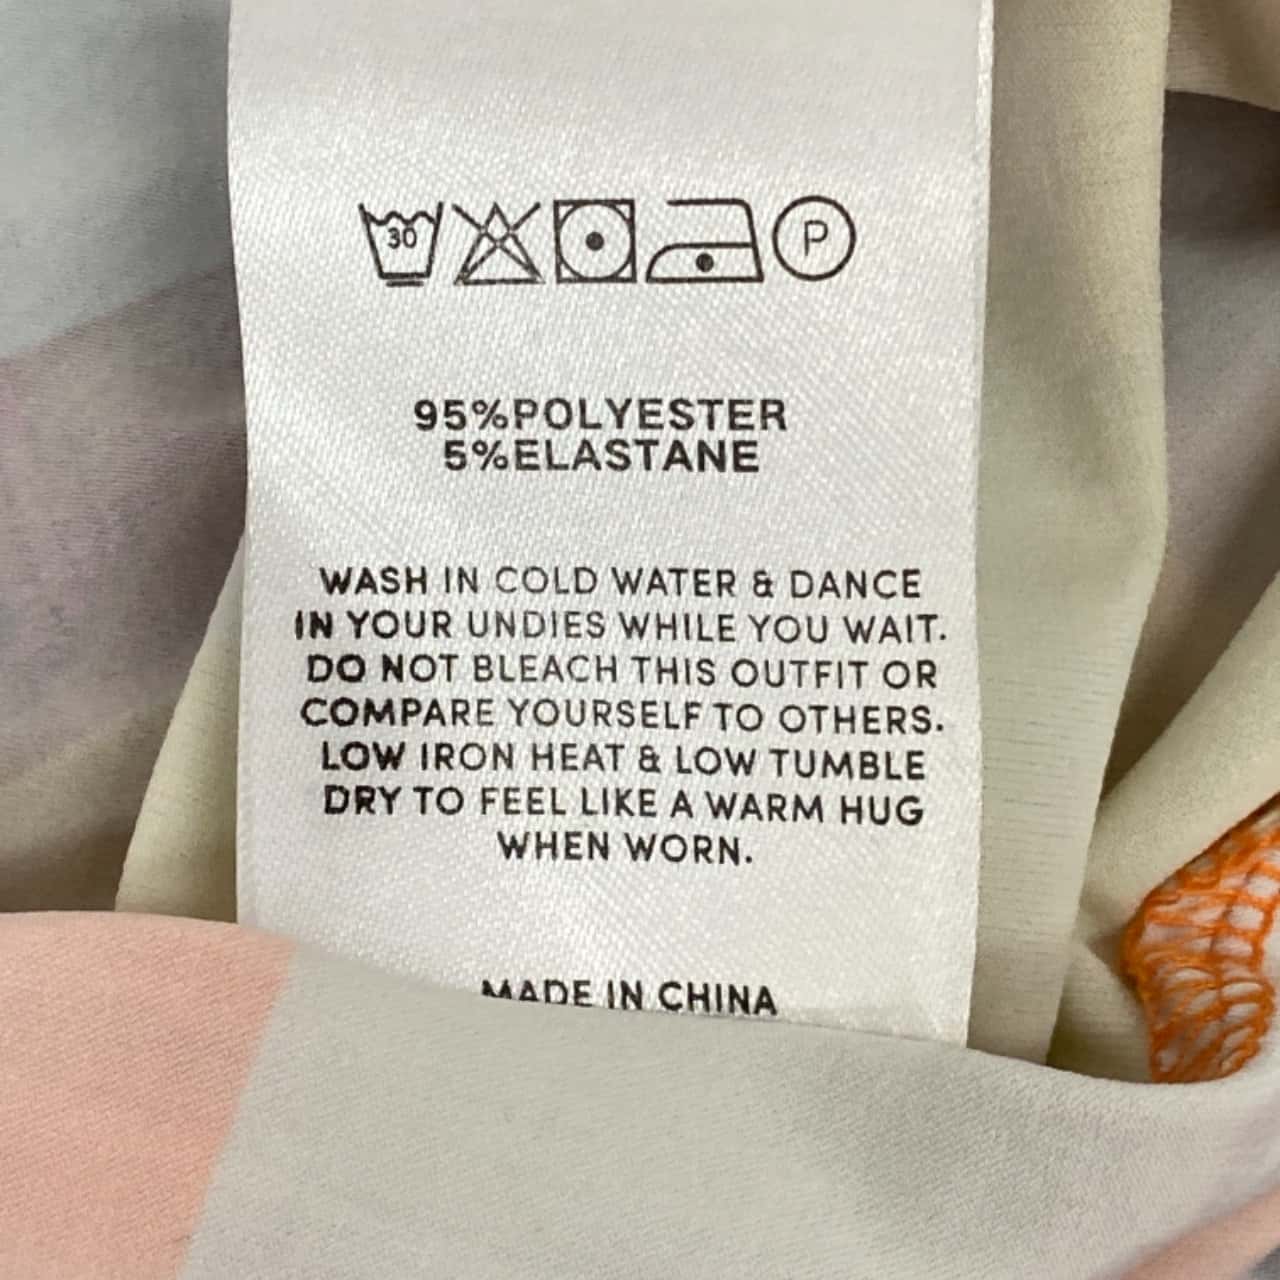 30 P
95%POLYESTER
5%ELASTANE
WASH IN COLD WATER & DANCE
IN YOUR UNDIES WHILE YOU WAIT.
DO NOT BLEACH THIS OUTFIT OR
COMPARE YOURSELF TO OTHERS.
LOW IRON HEAT & LOW TUMBLE
DRY TO FEEL LIKE A WARM HUG
WHEN WORN.
MADE IN CHINA